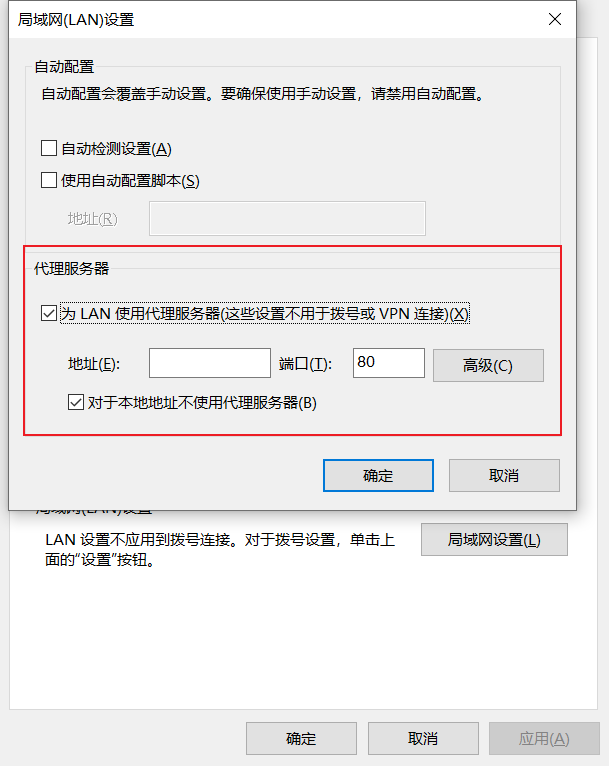 局域网(LAN)设置
自动配置
自动配置会覆盖手动设置。要确保使用手动设置，请禁用自动配置。
自动检测设置(A)
使用自动配置脚本(S)
地址(R)
代理服务器
为 LAN 使用代理服务器(这些设置不用于拨号或 VPN 连接)(X)
地址(E): 端口(T): 80 高级(C)
对于本地地址不使用代理服务器(B)
确定 取消
局域网(LAN)设置
LAN 设置不应用到拨号连接。对于拨号设置，单击上
面的“设置”按钮。
局域网设置(L)
确定 取消 应用(A)